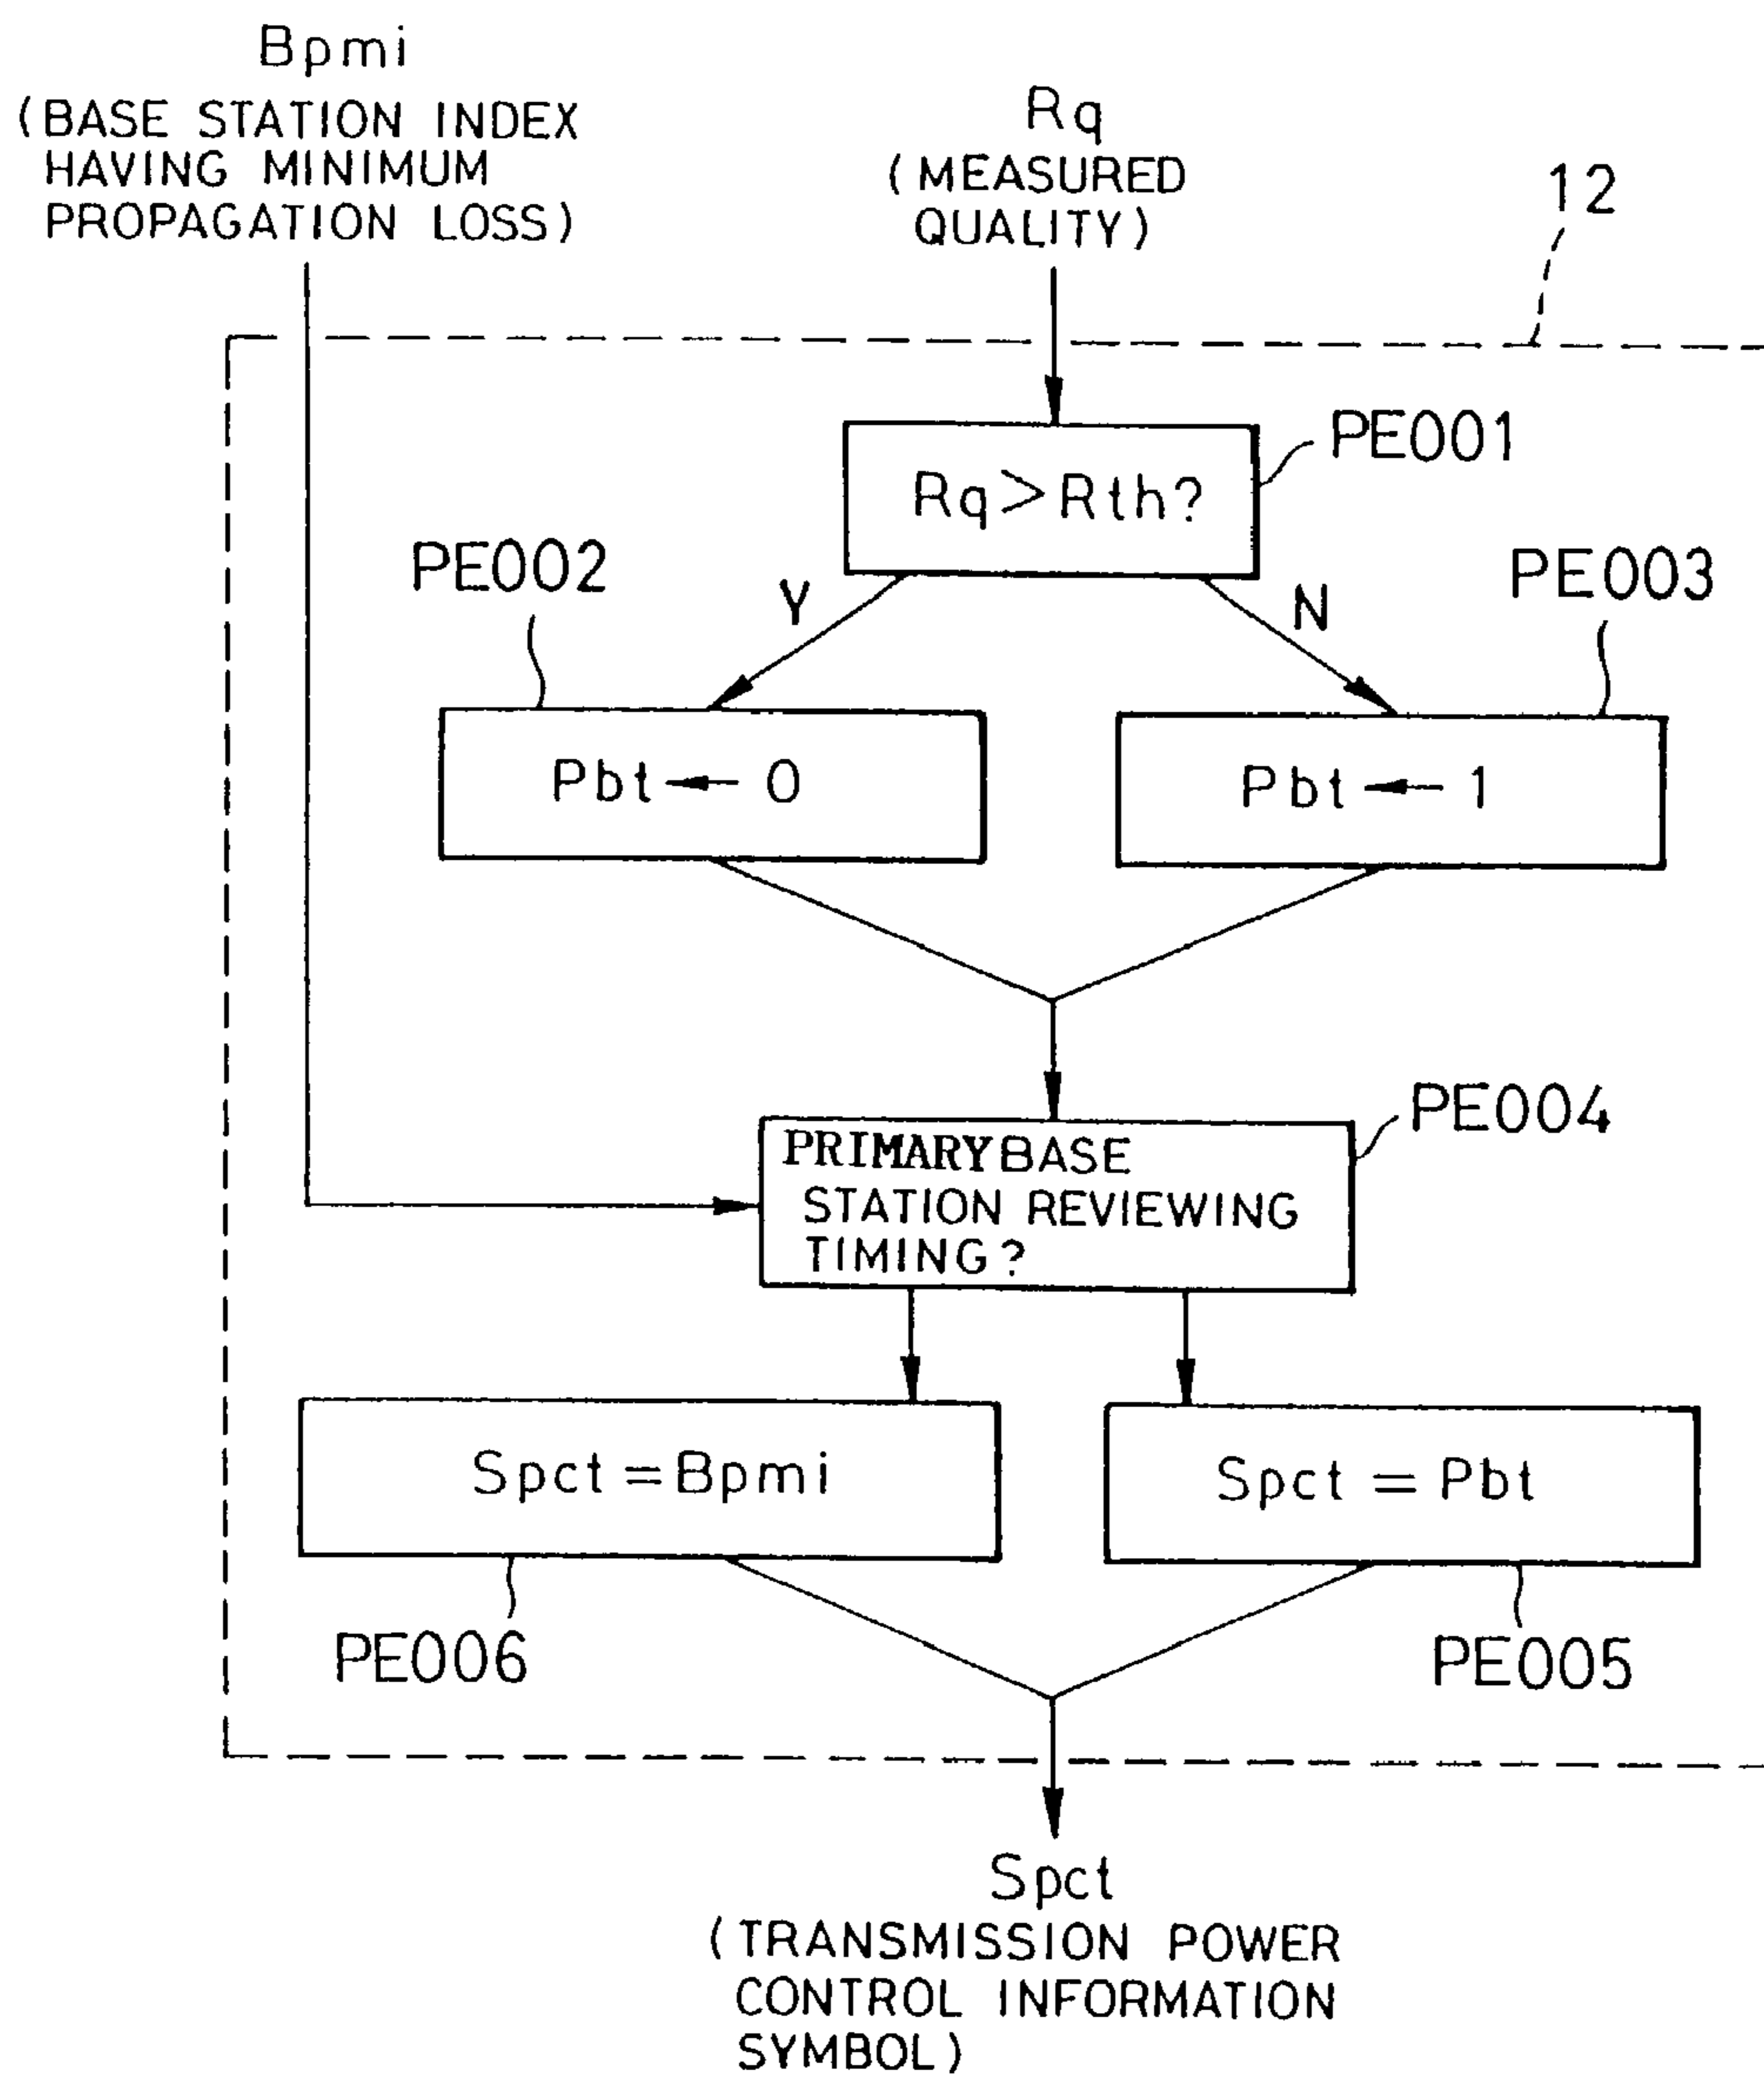 Bpmi
(BASE STATION INDEX
HAVING MINIMUM
PROPAGATION LOSS)
Rq
(MEASURED
QUALITY)
12
PE001
Rq>Rth?
PE002
Y
N
PE003
Pbt ← 0
Pbt ← 1
PE004
PRIMARY BASE
STATION REVIEWING
TIMING?
Spct = Bpmi
Spct = Pbt
PE006
PE005
Spct
(TRANSMISSION POWER
CONTROL INFORMATION
SYMBOL)